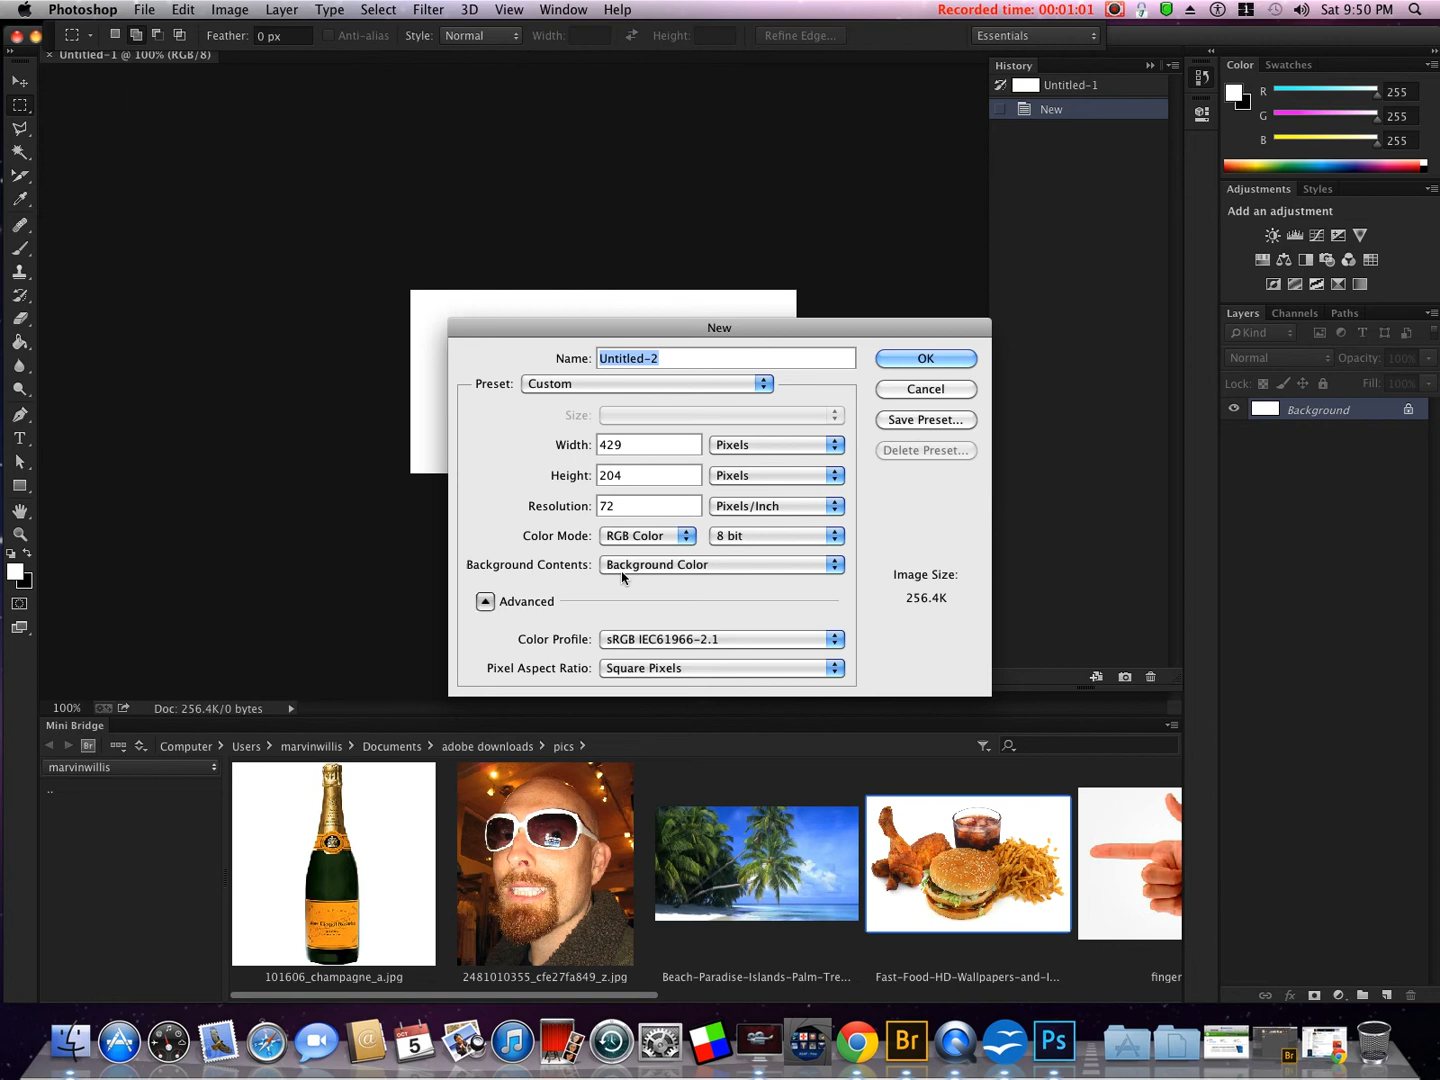 Photoshop File Edit Image Layer Type Select Filter 3D View Window Help Recorded time: 00:01:01 Sat 9:50 PM
Feather: 0 px Anti-alias Style: Normal Width: Height: Refine Edge... Essentials
× Untitled-1 @ 100% (RGB/8)
History
Untitled-1
New
Color Swatches
R 255
G 255
B 255
Adjustments Styles
Add an adjustment
Layers Channels Paths
Kind
Normal Opacity: 100%
Lock: Fill: 100%
Background
New
Name: Untitled-2
OK
Preset: Custom
Cancel
Size:
Save Preset...
Width: 429 Pixels
Delete Preset...
Height: 204 Pixels
Resolution: 72 Pixels/Inch
Color Mode: RGB Color 8 bit
Background Contents: Background Color
Image Size:
256.4K
Advanced
Color Profile: sRGB IEC61966-2.1
Pixel Aspect Ratio: Square Pixels
100% Doc: 256.4K/0 bytes
Mini Bridge
Br Computer Users marvinwillis Documents adobe downloads pics
marvinwillis
..
101606_champagne_a.jpg 2481010355_cfe27fa849_z.jpg Beach-Paradise-Islands-Palm-Tre... Fast-Food-HD-Wallpapers-and-I... finger
OCT
5
Br Ps
Br